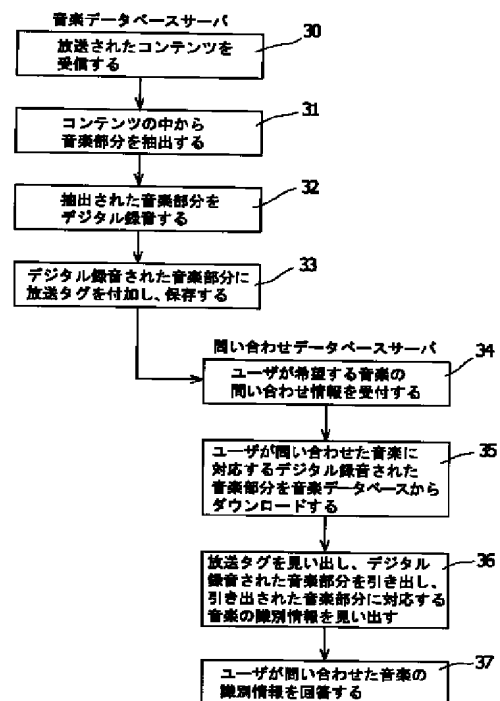 音楽データベースサーバ
放送されたコンテンツを
受信する
30
コンテンツの中から
音楽部分を抽出する
31
抽出された音楽部分を
デジタル録音する
32
デジタル録音された音楽部分に
放送タグを付加し、保存する
33
問い合わせデータベースサーバ
ユーザが希望する音楽の
問い合わせ情報を受付する
34
ユーザが問い合わせた音楽に
対応するデジタル録音された
音楽部分を音楽データベースから
ダウンロードする
35
放送タグを見い出し、デジタル
録音された音楽部分を引き出し、
引き出された音楽部分に対応する
音楽の識別情報を見い出す
36
ユーザが問い合わせた音楽の
識別情報を回答する
37